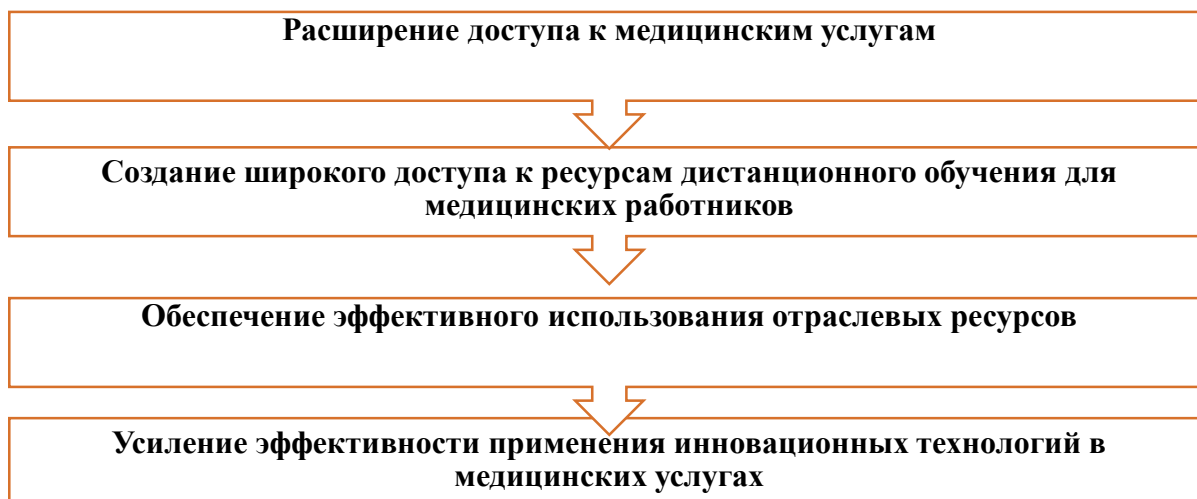 Расширение доступа к медицинским услугам
Создание широкого доступа к ресурсам дистанционного обучения для
медицинских работников
Обеспечение эффективного использования отраслевых ресурсов
Усиление эффективности применения инновационных технологий в
медицинских услугах